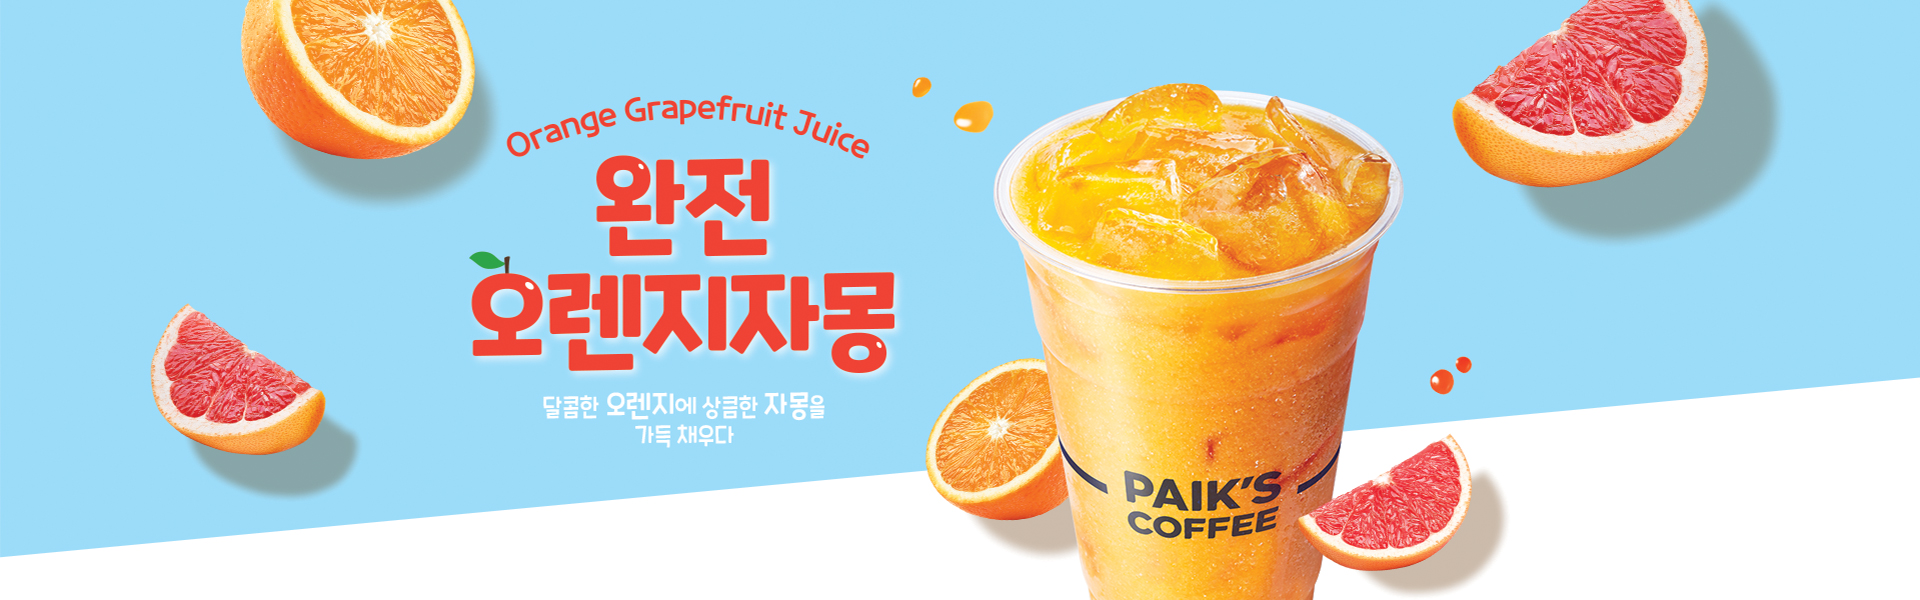 Orange Grapefruit Juice
완전
오렌지자몽
달콤한 오렌지에 상큼한 자몽을
가득 채우다
PAIK'S
COFFEE